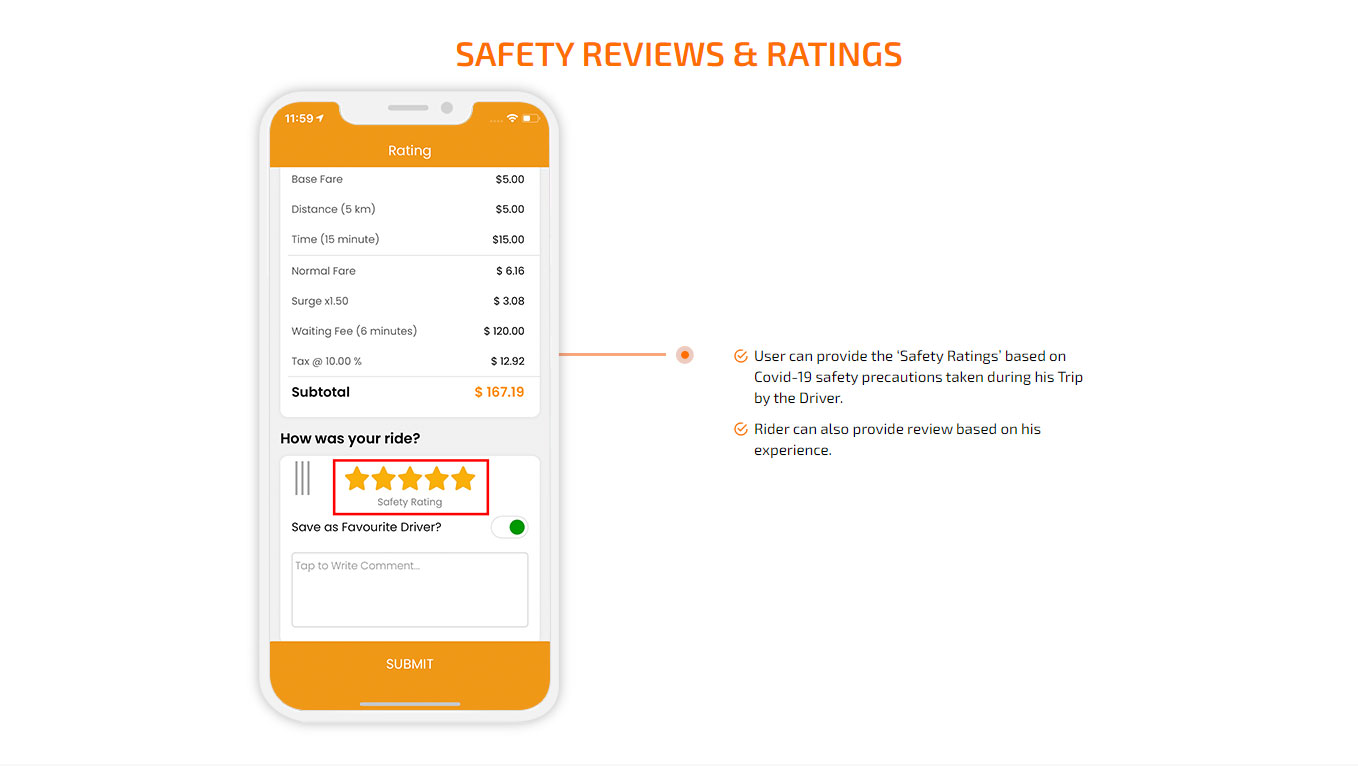 SAFETY REVIEWS & RATINGS
11:59
Rating
Base Fare $5.00
Distance (5 km) $5.00
Time (15 minute) $15.00
Normal Fare $ 6.16
Surge x1.50 $ 3.08
Waiting Fee (6 minutes) $ 120.00
Tax @ 10.00 % $ 12.92
Subtotal $ 167.19
How was your ride?
Safety Rating
Save as Favourite Driver?
Tap to Write Comment...
SUBMIT
User can provide the ‘Safety Ratings’ based on
Covid-19 safety precautions taken during his Trip
by the Driver.
Rider can also provide review based on his
experience.